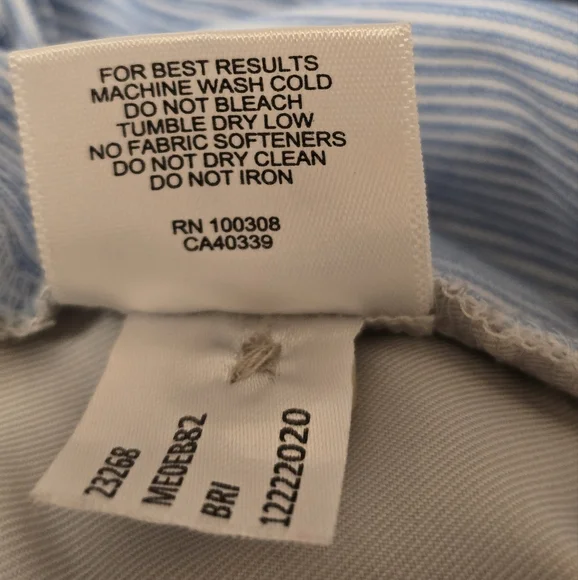 FOR BEST RESULTS
MACHINE WASH COLD
DO NOT BLEACH
TUMBLE DRY LOW
NO FABRIC SOFTENERS
DO NOT DRY CLEAN
DO NOT IRON
RN 100308
CA40339
23268
MEDEB82
BRI
12222020